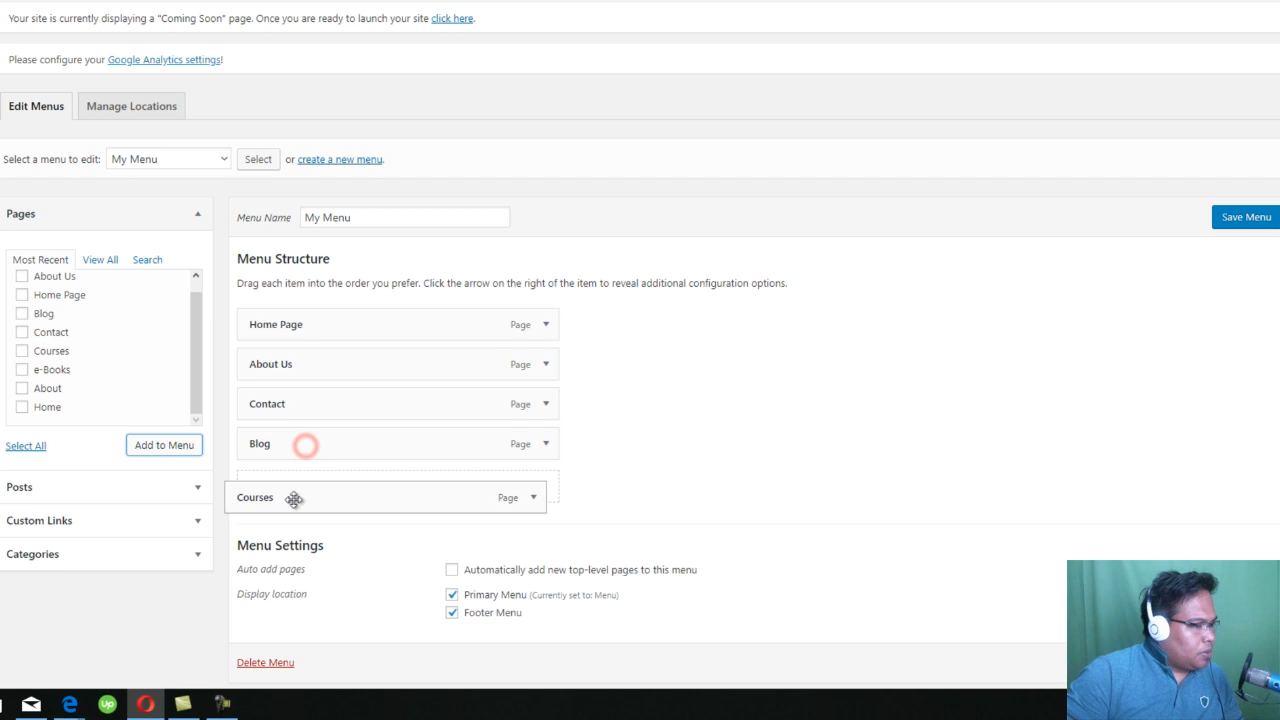 Your site is currently displaying a "Coming Soon" page. Once you are ready to launch your site click here.
Please configure your Google Analytics settings!
Edit Menus
Manage Locations
Select a menu to edit: My Menu Select or create a new menu.
Pages
Most Recent View All Search
About Us
Home Page
Blog
Contact
Courses
e-Books
About
Home
Select All Add to Menu
Posts
Custom Links
Categories
Menu Name My Menu Save Menu
Menu Structure
Drag each item into the order you prefer. Click the arrow on the right of the item to reveal additional configuration options.
Home Page Page
About Us Page
Contact Page
Blog Page
Courses Page
Menu Settings
Auto add pages Automatically add new top-level pages to this menu
Display location Primary Menu (Currently set to: Menu)
Footer Menu
Delete Menu
Up